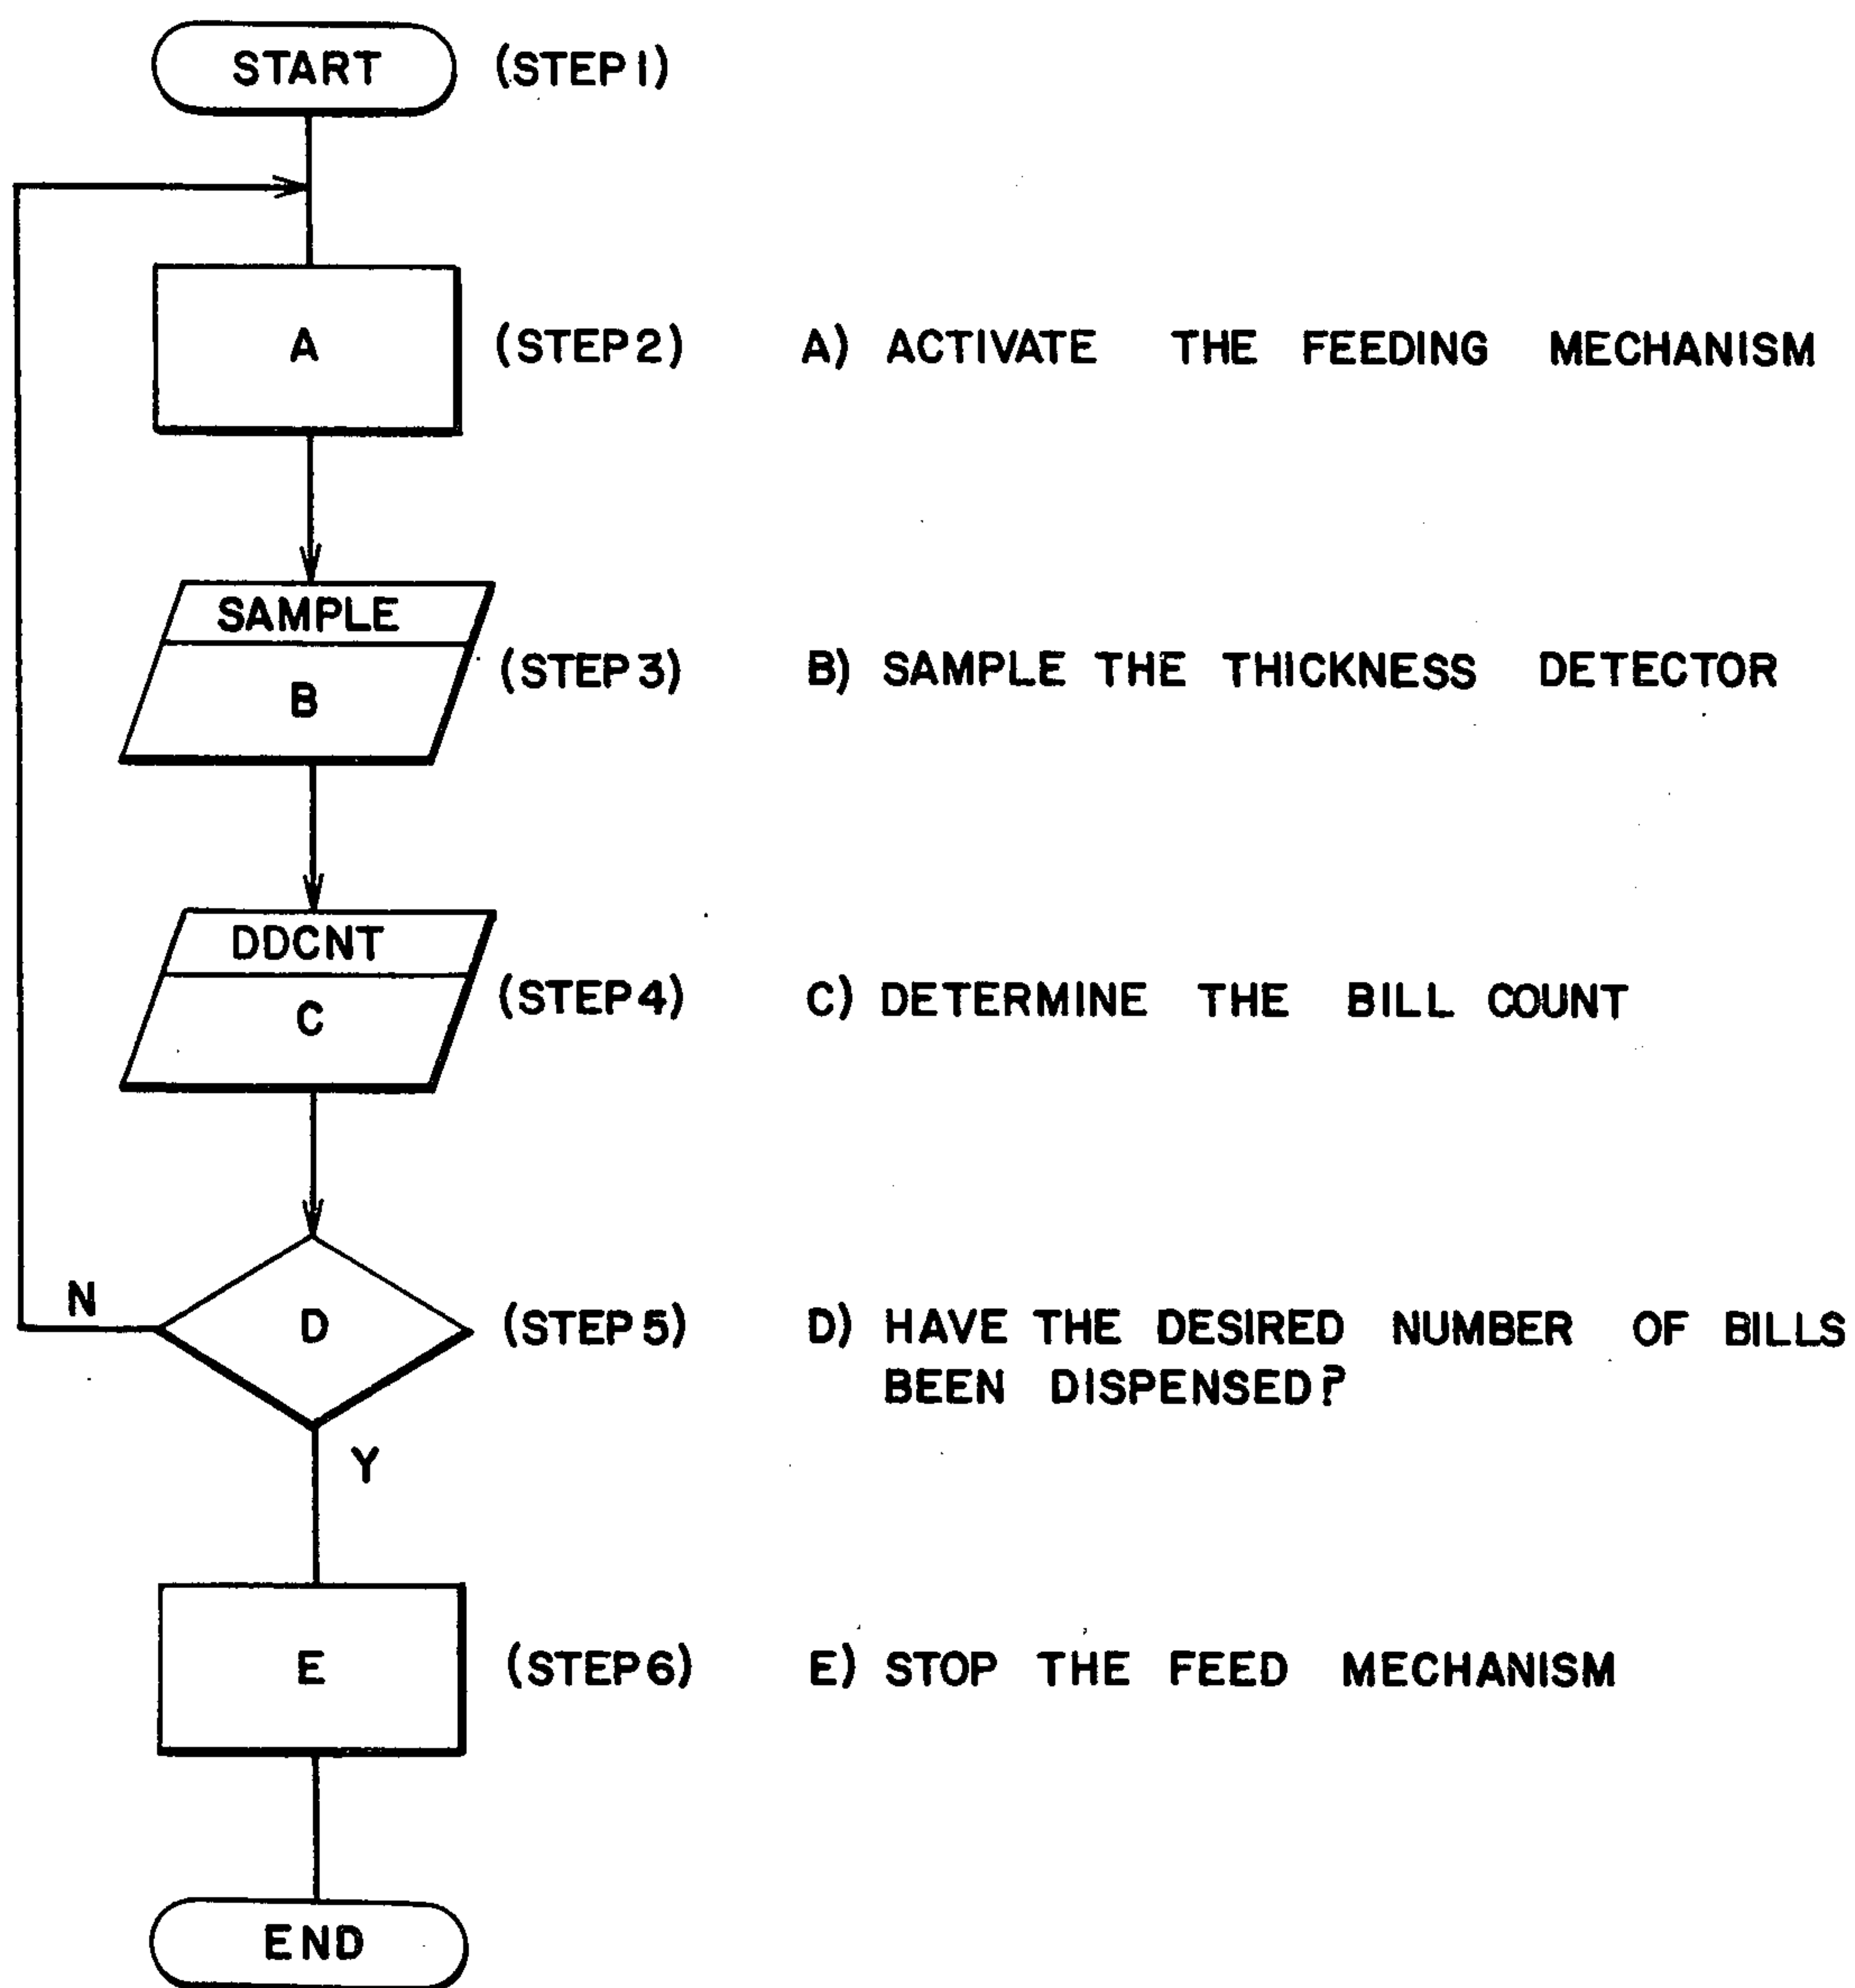 START (STEP 1)
A (STEP 2) A) ACTIVATE THE FEEDING MECHANISM
SAMPLE
B (STEP 3) B) SAMPLE THE THICKNESS DETECTOR
DDCNT
C (STEP 4) C) DETERMINE THE BILL COUNT
N D (STEP 5) D) HAVE THE DESIRED NUMBER OF BILLS
BEEN DISPENSED?
Y
E (STEP 6) E) STOP THE FEED MECHANISM
END